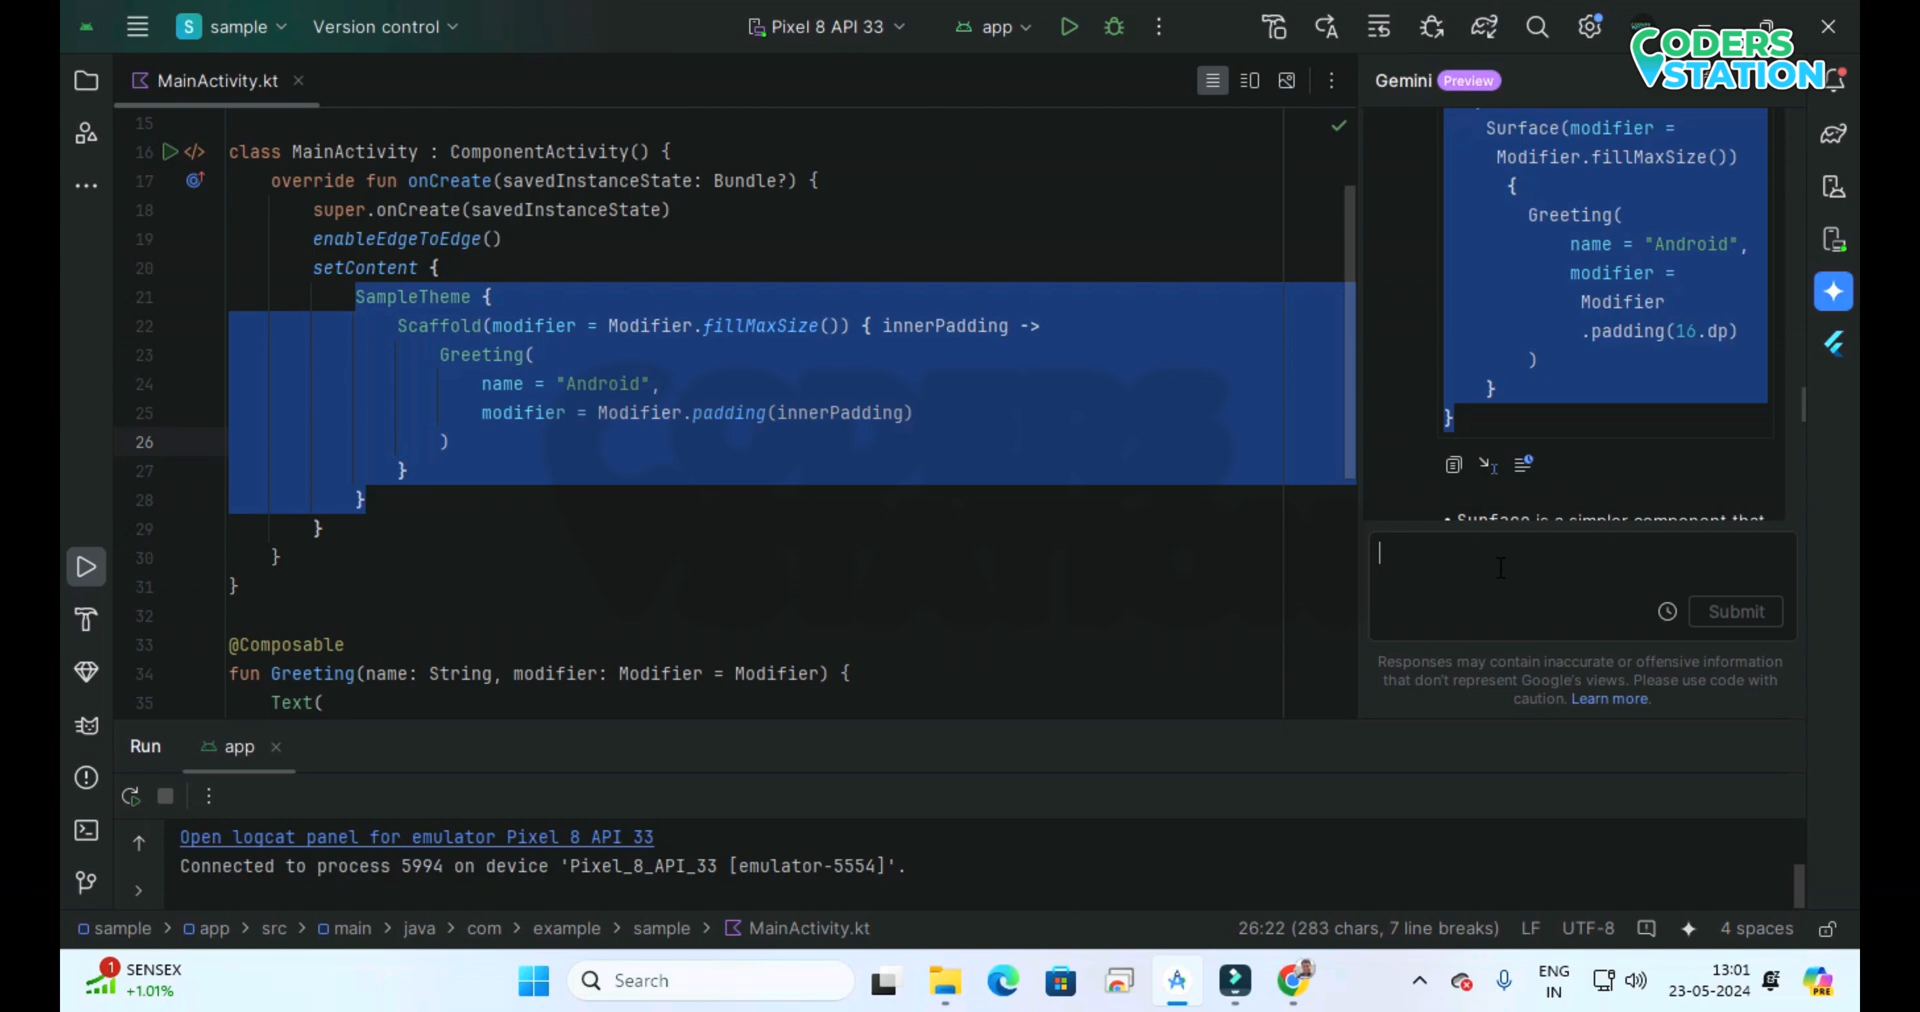 S sample
Version control
Pixel 8 API 33
app
CODERS
STATION
MainActivity.kt
Gemini Preview
15
16 class MainActivity : ComponentActivity() {
17 override fun onCreate(savedInstanceState: Bundle?) {
18 super.onCreate(savedInstanceState)
19 enableEdgeToEdge()
20 setContent {
21 SampleTheme {
22 Scaffold(modifier = Modifier.fillMaxSize()) { innerPadding ->
23 Greeting(
24 name = "Android",
25 modifier = Modifier.padding(innerPadding)
26 )
27 }
28 }
29 }
30 }
31 }
32
33 @Composable
34 fun Greeting(name: String, modifier: Modifier = Modifier) {
35 Text(
Surface(modifier =
Modifier.fillMaxSize())
{
Greeting(
name = "Android",
modifier =
Modifier
.padding(16.dp)
)
}
}
• Surface is a simpler component that
Submit
Responses may contain inaccurate or offensive information
that don't represent Google's views. Please use code with
caution. Learn more.
Run
app
Open logcat panel for emulator Pixel 8 API 33
Connected to process 5994 on device 'Pixel_8_API_33 [emulator-5554]'.
sample > app > src > main > java > com > example > sample > MainActivity.kt
26:22 (283 chars, 7 line breaks) LF UTF-8 4 spaces
1
SENSEX
+1.01%
Search
ENG
IN
13:01
23-05-2024
PRE